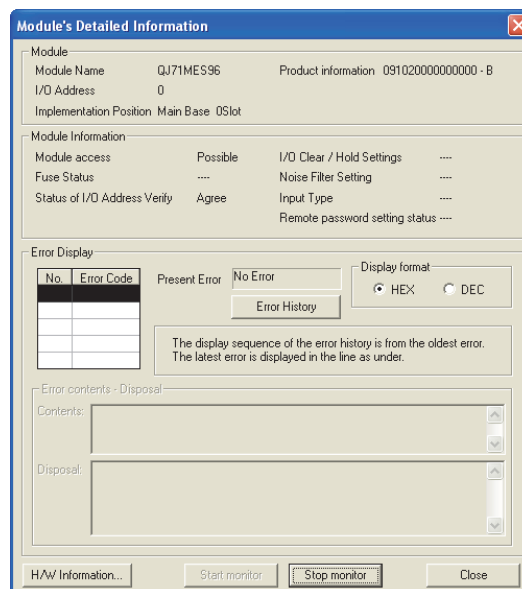 Module's Detailed Information
Module
Module Name QJ71MES96 Product information 091020000000000 - B
I/O Address 0
Implementation Position Main Base 0Slot
Module Information
Module access Possible I/O Clear / Hold Settings ----
Fuse Status ---- Noise Filter Setting ----
Status of I/O Address Verify Agree Input Type ----
Remote password setting status ----
Error Display
No. Error Code Present Error No Error Display format
HEX DEC
Error History
The display sequence of the error history is from the oldest error.
The latest error is displayed in the line as under.
Error contents - Disposal
Contents:
Disposal:
H/W Information... Start monitor Stop monitor Close